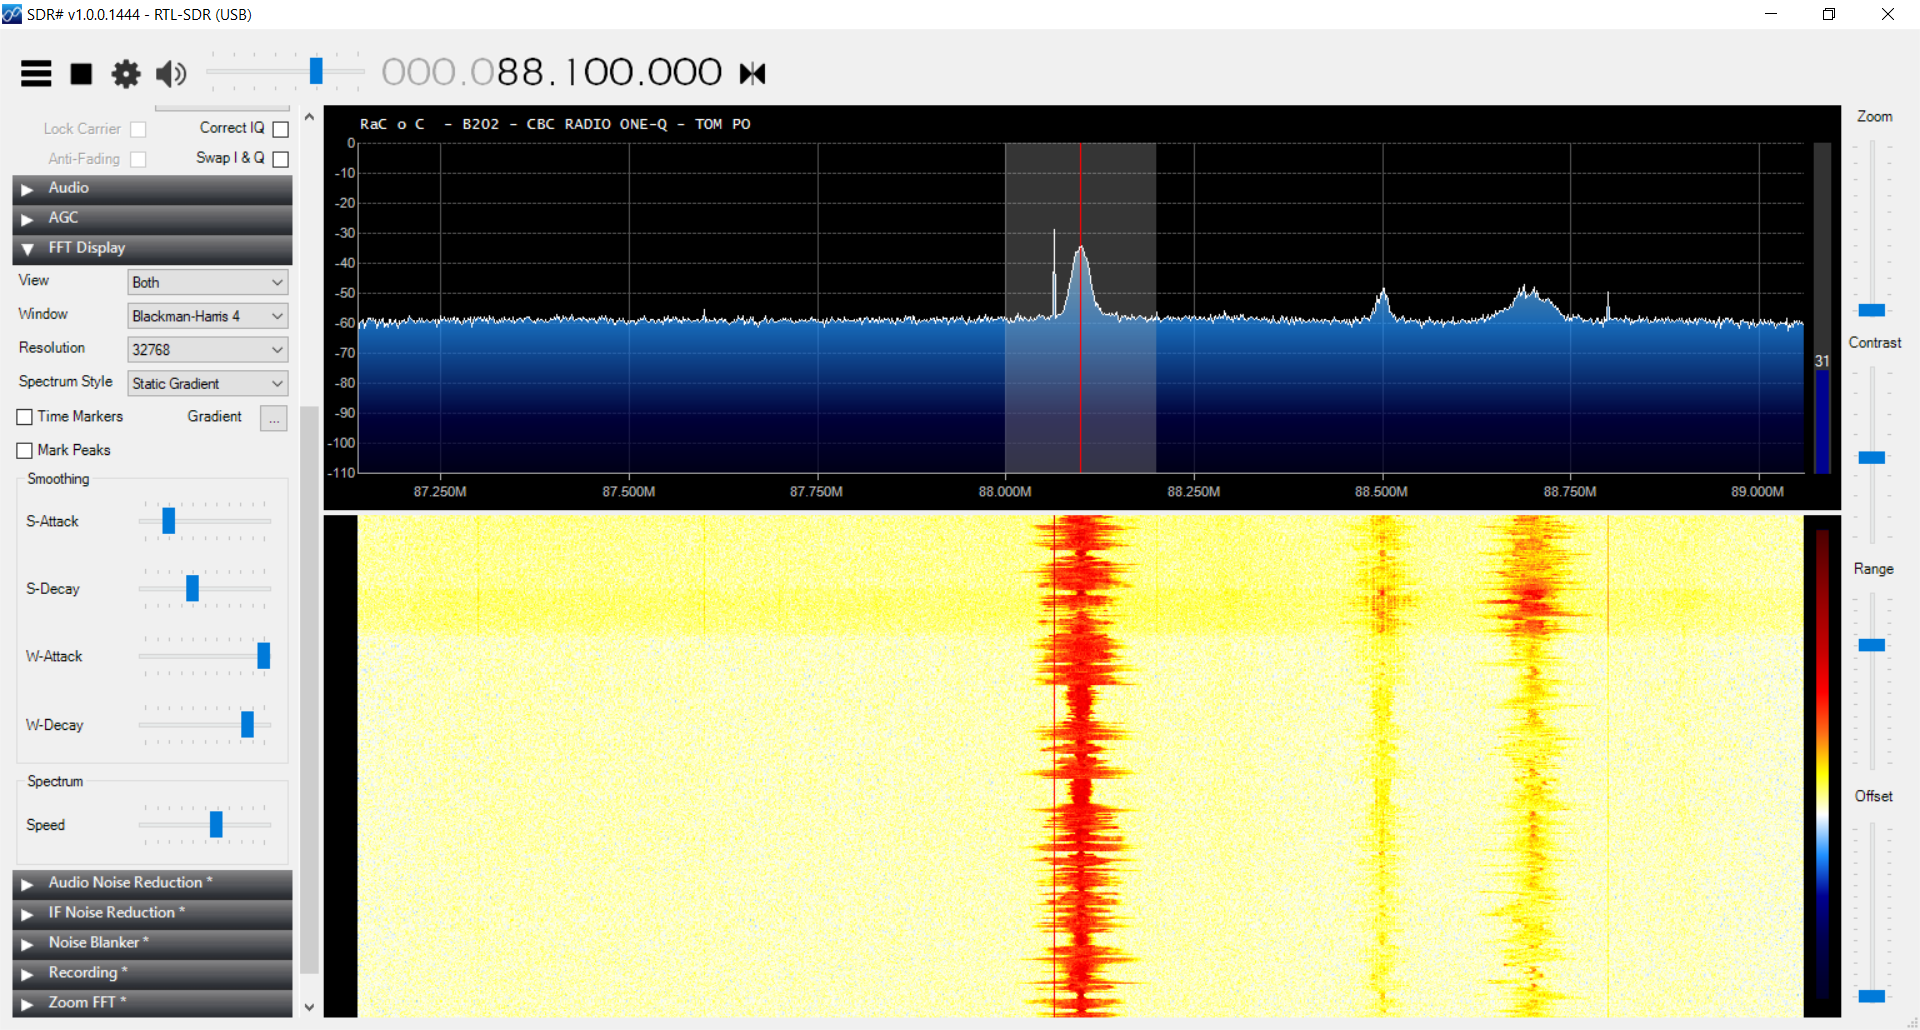 SDR# v1.0.0.1444 - RTL-SDR (USB)
000.088.100.000
Lock Carrier
Correct IQ
Anti-Fading
Swap I & Q
Audio
AGC
FFT Display
View
Both
Window
Blackman-Harris 4
Resolution
32768
Spectrum Style
Static Gradient
Time Markers
Gradient
...
Mark Peaks
Smoothing
S-Attack
S-Decay
W-Attack
W-Decay
Spectrum
Speed
Audio Noise Reduction *
IF Noise Reduction *
Noise Blanker *
Recording *
Zoom FFT *
RaC o C  - B202 - CBC RADIO ONE-Q - TOM PO
0
-10
-20
-30
-40
-50
-60
-70
-80
-90
-100
-110
87.250M 87.500M 87.750M 88.000M 88.250M 88.500M 88.750M 89.000M
31
Zoom
Contrast
Range
Offset